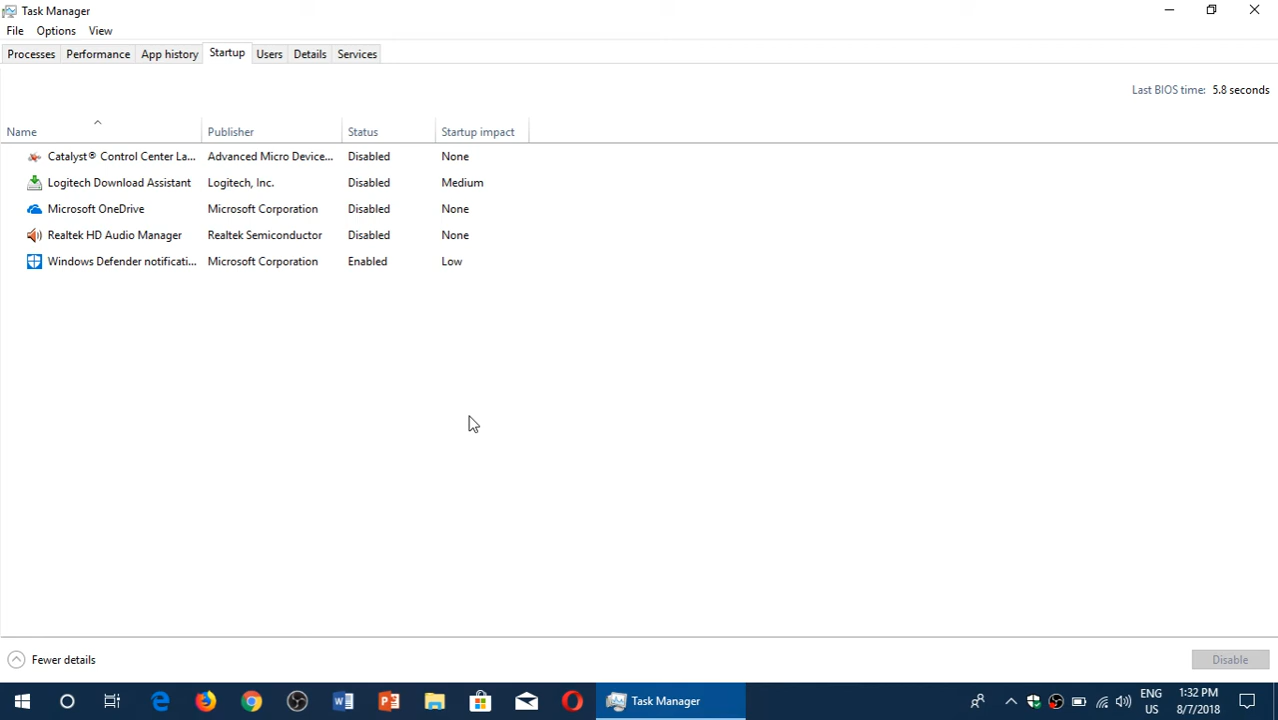 Task Manager
File Options View
Processes Performance App history Startup Users Details Services
Last BIOS time: 5.8 seconds
Name Publisher Status Startup impact
Catalyst® Control Center La... Advanced Micro Device... Disabled None
Logitech Download Assistant Logitech, Inc. Disabled Medium
Microsoft OneDrive Microsoft Corporation Disabled None
Realtek HD Audio Manager Realtek Semiconductor Disabled None
Windows Defender notificati... Microsoft Corporation Enabled Low
Fewer details Disable
Task Manager
ENG 1:32 PM
US 8/7/2018